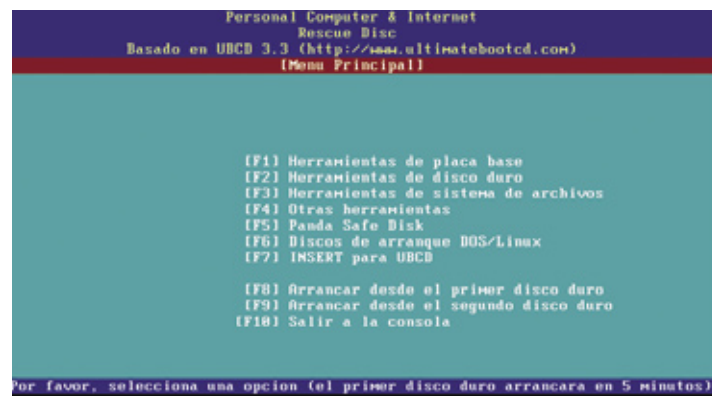 Personal Computer & Internet
Rescue Disc
Basado en UBCD 3.3 (http://www.ultimatebootcd.com)
[Menu Principal]
[F1] Herramientas de placa base
[F2] Herramientas de disco duro
[F3] Herramientas de sistema de archivos
[F4] Otras herramientas
[F5] Panda Safe Disk
[F6] Discos de arranque DOS/Linux
[F7] INSERT para UBCD
[F8] Arrancar desde el primer disco duro
[F9] Arrancar desde el segundo disco duro
[F10] Salir a la consola
Por favor, selecciona una opcion (el primer disco duro arrancara en 5 minutos)